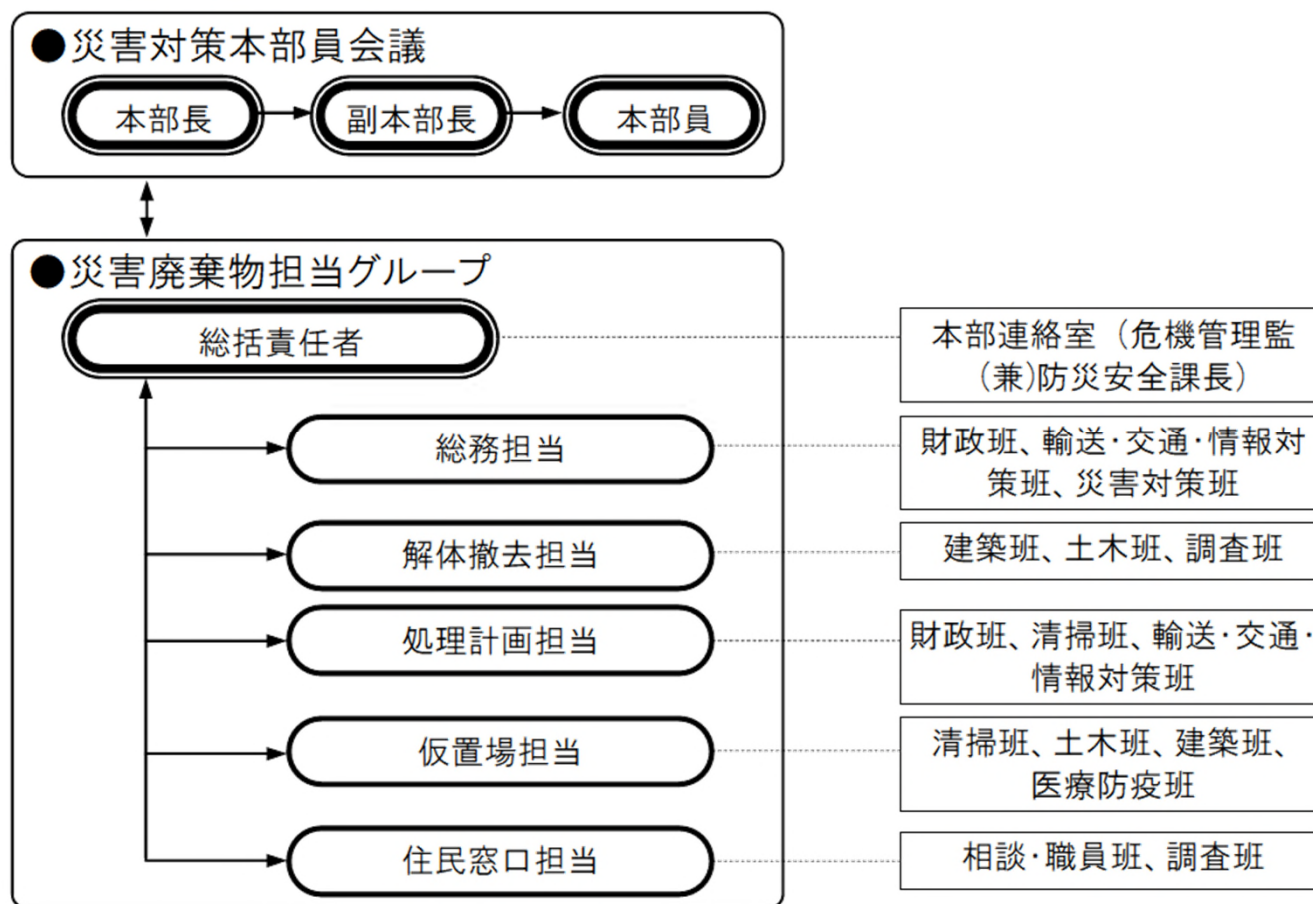 ●災害対策本部員会議
本部長
副本部長
本部員
●災害廃棄物担当グループ
総括責任者
本部連絡室（危機管理監
(兼)防災安全課長）
総務担当
財政班、輸送・交通・情報対
策班、災害対策班
解体撤去担当
建築班、土木班、調査班
処理計画担当
財政班、清掃班、輸送・交通・
情報対策班
仮置場担当
清掃班、土木班、建築班、
医療防疫班
住民窓口担当
相談・職員班、調査班